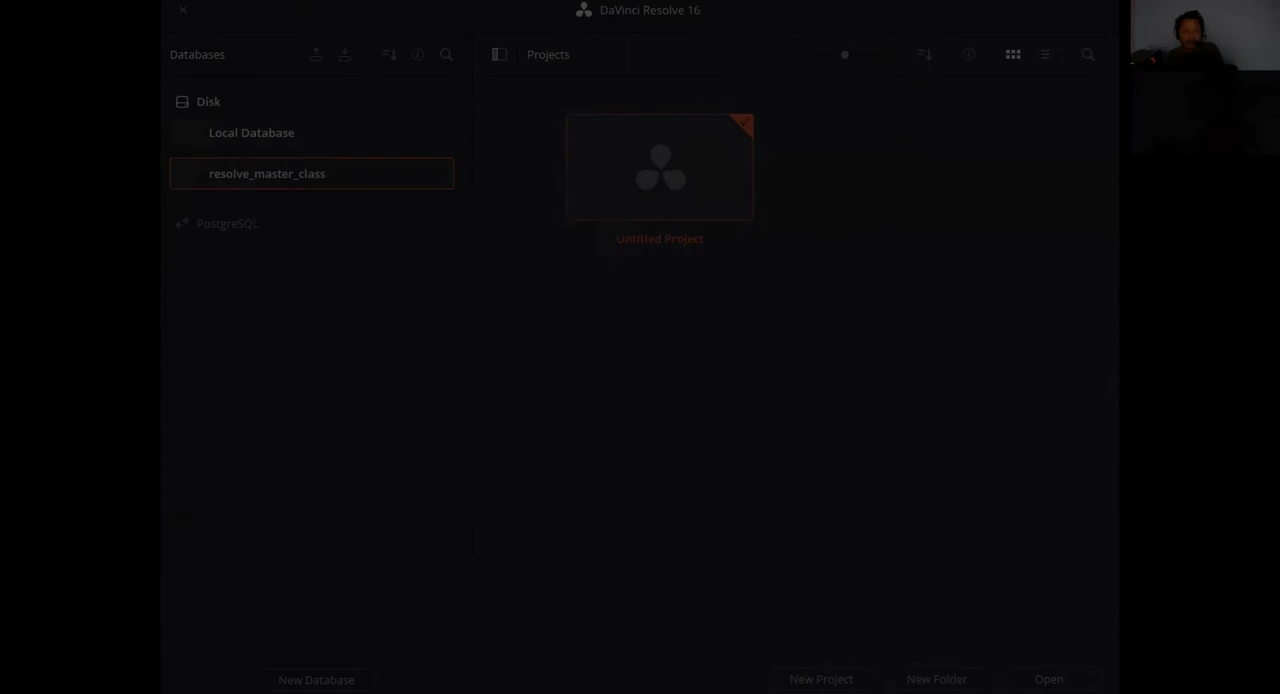 DaVinci Resolve 16
Databases
Projects
Disk
Local Database
resolve_master_class
PostgreSQL
Untitled Project
New Database
New Project
New Folder
Open